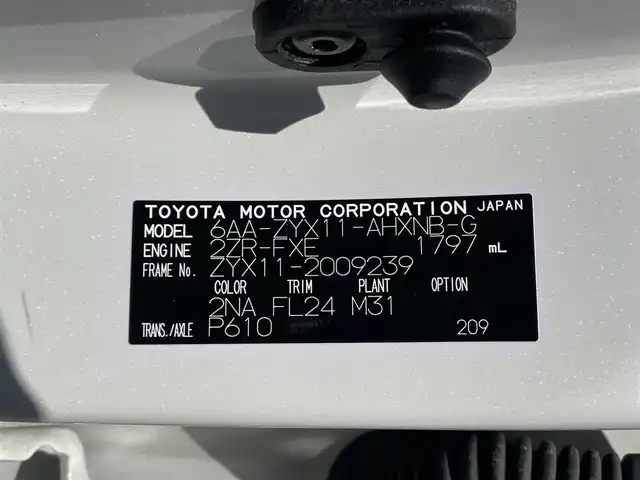 TOYOTA MOTOR CORPORATION JAPAN
MODEL 6AA-ZYX11-AHXNB-G
ENGINE 2ZR-FXE 1797 mL
FRAME No. ZYX11-2009239
COLOR TRIM PLANT OPTION
2NA FL24 M31
TRANS./AXLE P610 209